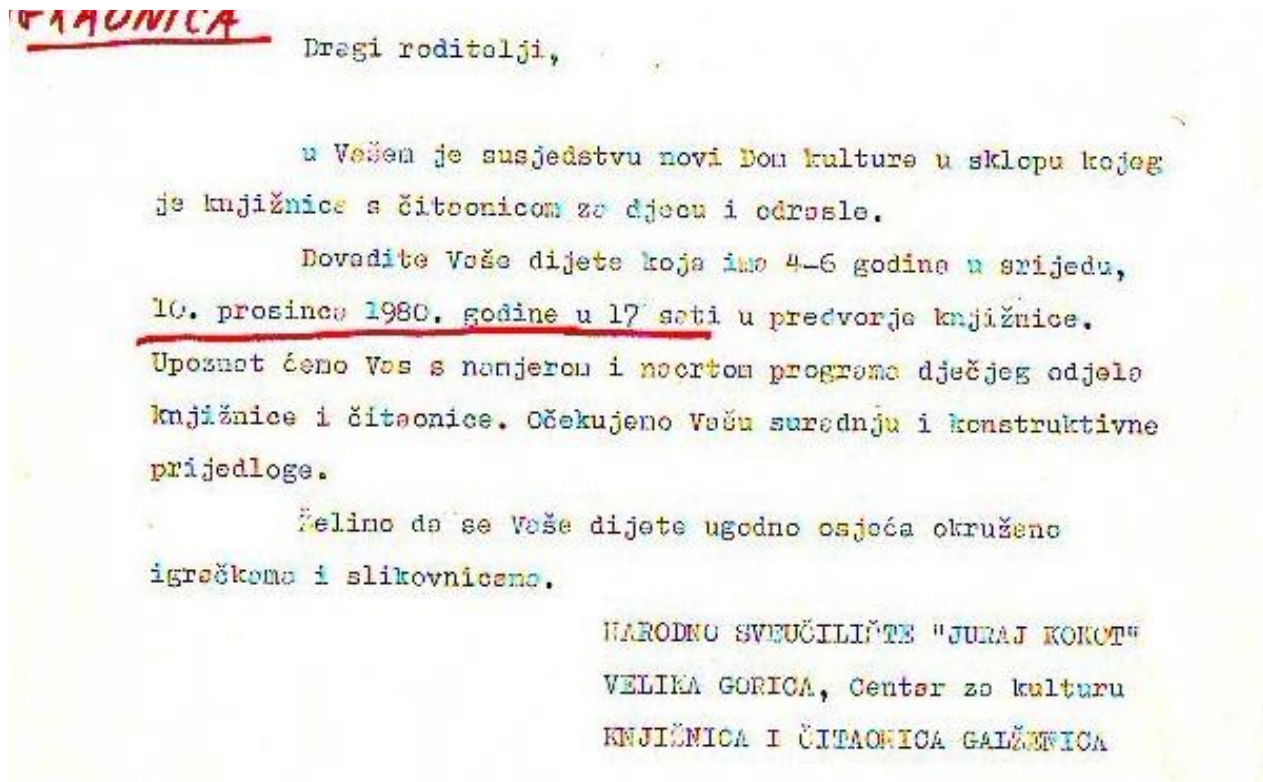 Dragi roditelji,
u Vašem je susjedstvu novi Dom kulture u sklopu kojeg
je knjižnica s čitaonicom za djecu i odrasle.
Dovedite Vaše dijete koje ima 4-6 godina u srijedu,
10. prosinca 1980. godine u 17 sati u predvorje knjižnice.
Upoznat ćemo Vas s namjerom i nacrtom programa dječjeg odjela
knjižnice i čitaonice. Očekujemo Vašu suradnju i konstruktivne
prijedloge.
Želimo da se Vaše dijete ugodno osjeća okruženo
igračkama i slikovnicama.
NARODNO SVEUČILIŠTE "JURAJ KOKOT"
VELIKA GORICA, Centar za kulturu
KNJIŽNICA I ČITAONICA GALŽENICA